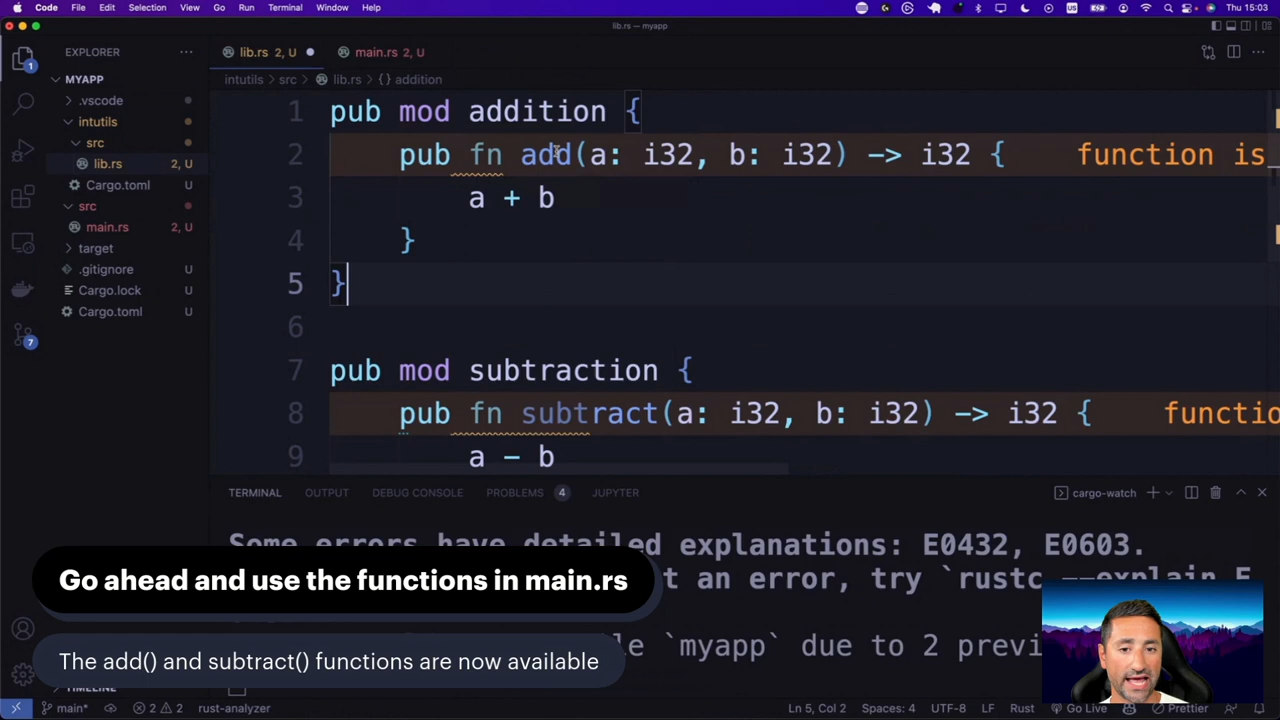 Code File Edit Selection View Go Run Terminal Window Help Thu 15:03
lib.rs — myapp
EXPLORER
lib.rs 2, U
main.rs 2, U
MYAPP
intutils > src > lib.rs > {} addition
.vscode
intutils
src
lib.rs 2, U
Cargo.toml U
src
main.rs 2, U
target
.gitignore U
Cargo.lock U
Cargo.toml U
1 pub mod addition {
2 pub fn add(a: i32, b: i32) -> i32 { function is
3 a + b
4 }
5 }
6
7 pub mod subtraction {
8 pub fn subtract(a: i32, b: i32) -> i32 { functio
9 a - b
TERMINAL OUTPUT DEBUG CONSOLE PROBLEMS 4 JUPYTER cargo-watch
Some errors have detailed explanations: E0432, E0603.
t an error, try `rustc --explain E
`myapp` due to 2 previ
Go ahead and use the functions in main.rs
The add() and subtract() functions are now available
TIMELINE
main* 2 2 rust-analyzer Ln 5, Col 2 Spaces: 4 UTF-8 LF Rust Go Live Prettier